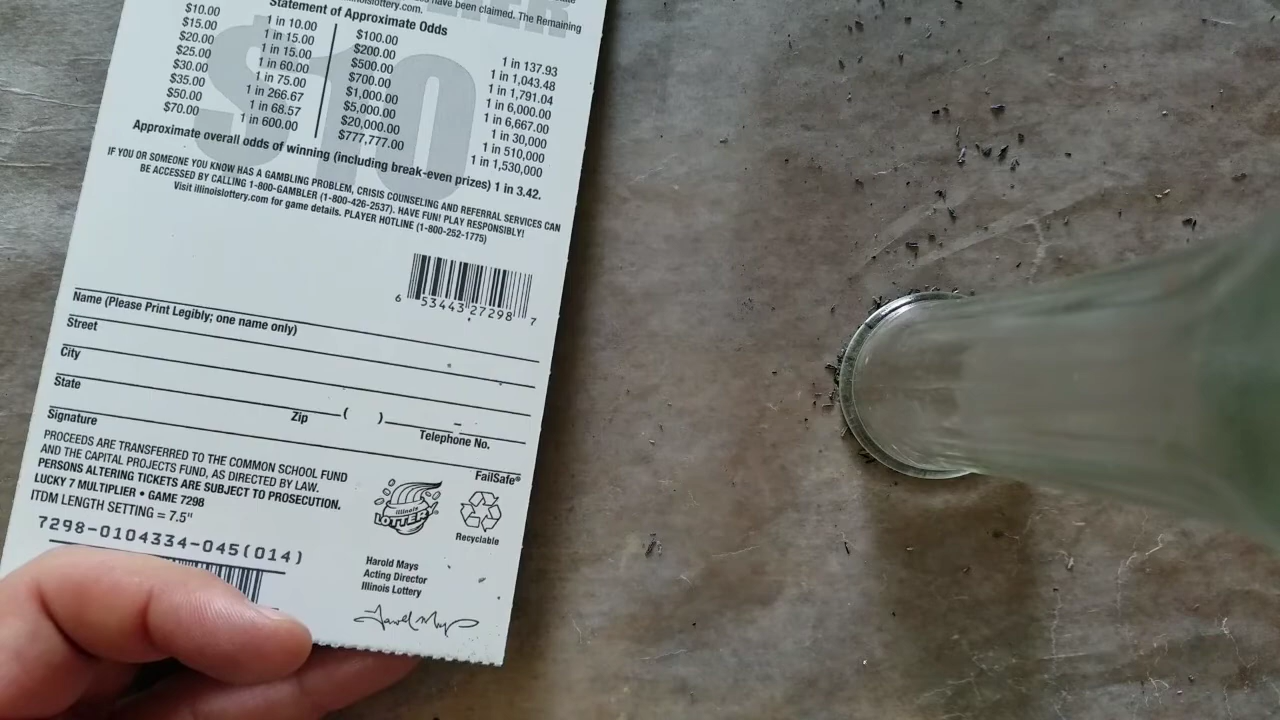 have been claimed. The Remaining
illinoislottery.com.
Statement of Approximate Odds
$10.00 1 in 10.00 $100.00 1 in 137.93
$15.00 1 in 15.00 $200.00 1 in 1,043.48
$20.00 1 in 15.00 $500.00 1 in 1,791.04
$25.00 1 in 60.00 $700.00 1 in 6,000.00
$30.00 1 in 75.00 $1,000.00 1 in 6,667.00
$35.00 1 in 266.67 $5,000.00 1 in 30,000
$50.00 1 in 68.57 $20,000.00 1 in 510,000
$70.00 1 in 600.00 $777,777.00 1 in 1,530,000
$10
Approximate overall odds of winning (including break-even prizes) 1 in 3.42.
IF YOU OR SOMEONE YOU KNOW HAS A GAMBLING PROBLEM, CRISIS COUNSELING AND REFERRAL SERVICES CAN
BE ACCESSED BY CALLING 1-800-GAMBLER (1-800-426-2537). HAVE FUN! PLAY RESPONSIBLY!
Visit illinoislottery.com for game details. PLAYER HOTLINE (1-800-252-1775)
6 53443 27298 7
Name (Please Print Legibly; one name only)
Street
City
State Zip ( ) – Telephone No.
Signature
FailSafe®
PROCEEDS ARE TRANSFERRED TO THE COMMON SCHOOL FUND
AND THE CAPITAL PROJECTS FUND, AS DIRECTED BY LAW.
PERSONS ALTERING TICKETS ARE SUBJECT TO PROSECUTION.
LUCKY 7 MULTIPLIER • GAME 7298
ITDM LENGTH SETTING = 7.5"
7298-0104334-045(014)
illinois
LOTTERY
Recyclable
Harold Mays
Acting Director
Illinois Lottery